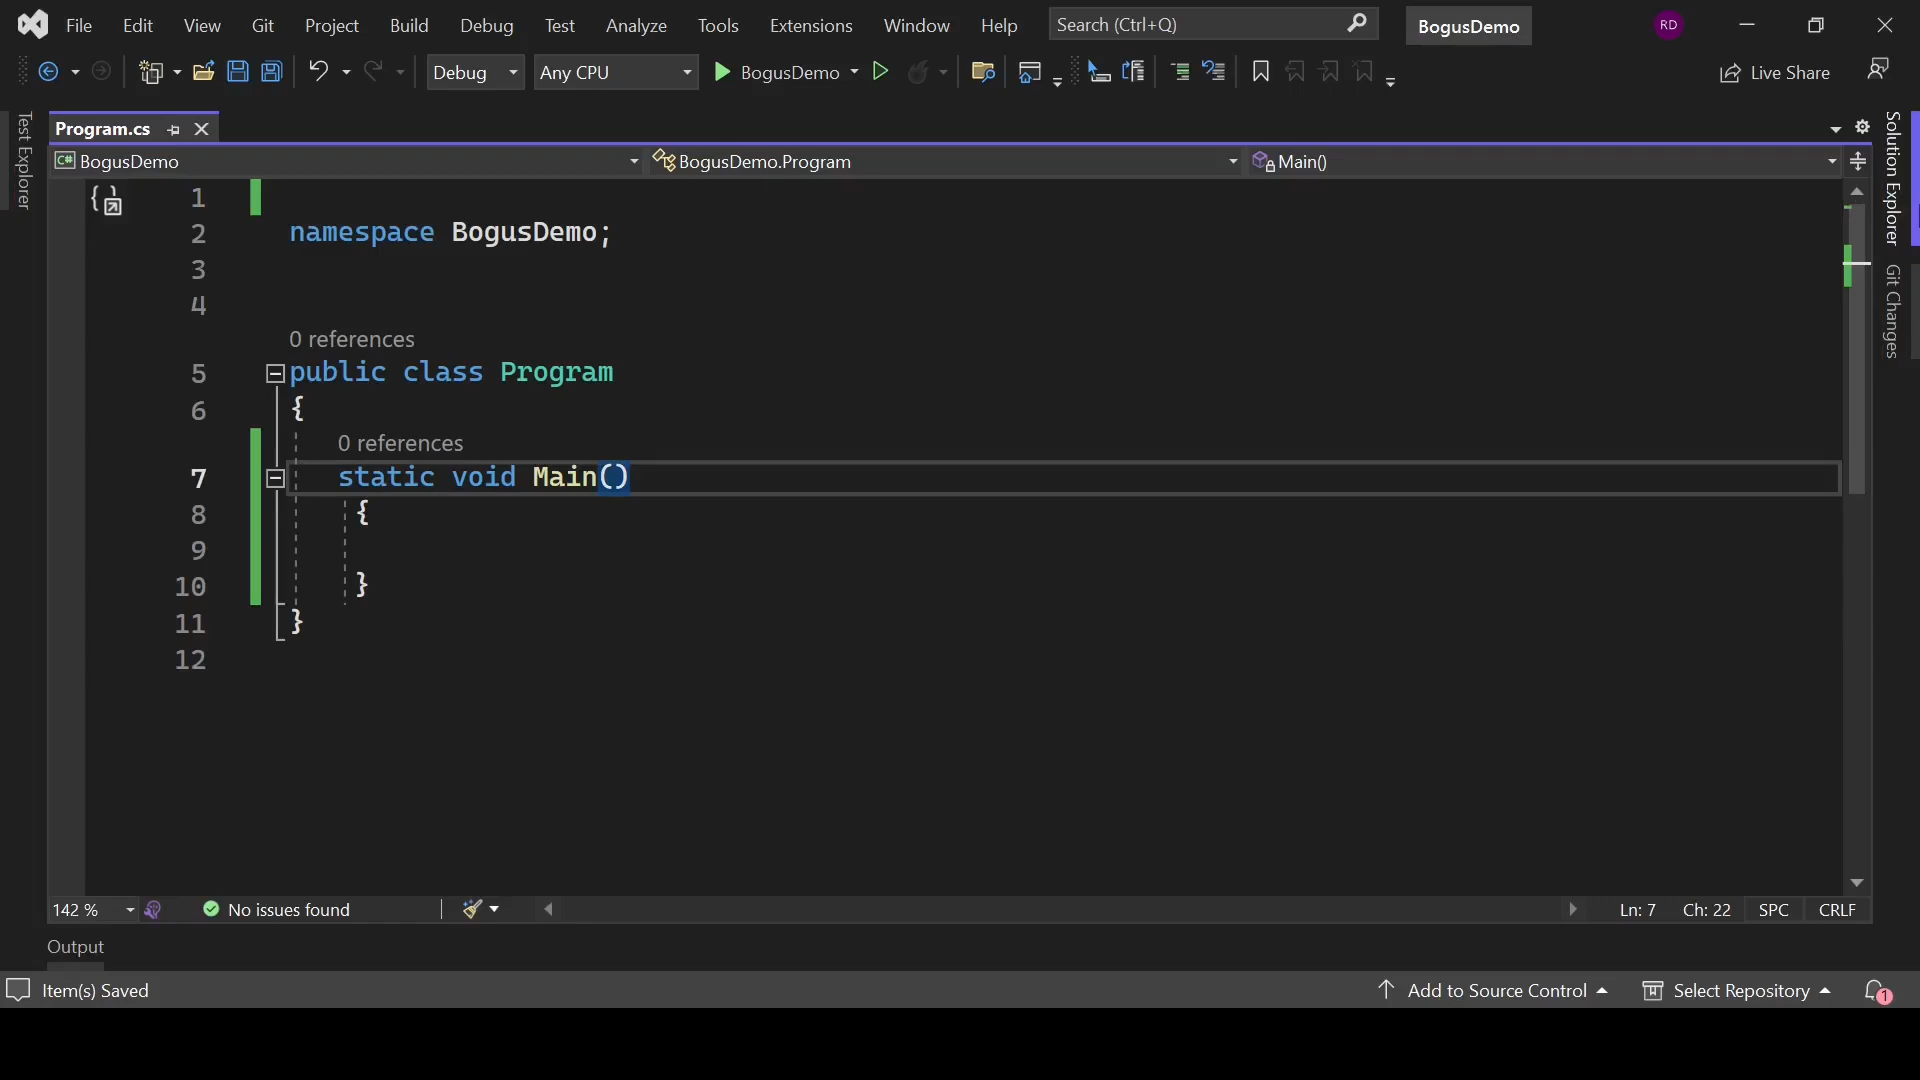 File Edit View Git Project Build Debug Test Analyze Tools Extensions Window Help Search (Ctrl+Q) BogusDemo RD
Debug Any CPU BogusDemo Live Share
Test Explorer
Program.cs
C# BogusDemo BogusDemo.Program Main()
Solution Explorer
Git Changes
1
2 namespace BogusDemo;
3
4
0 references
5 public class Program
6 {
0 references
7 static void Main()
8 {
9
10 }
11 }
12
142 % No issues found Ln: 7 Ch: 22 SPC CRLF
Output
Item(s) Saved Add to Source Control Select Repository 1